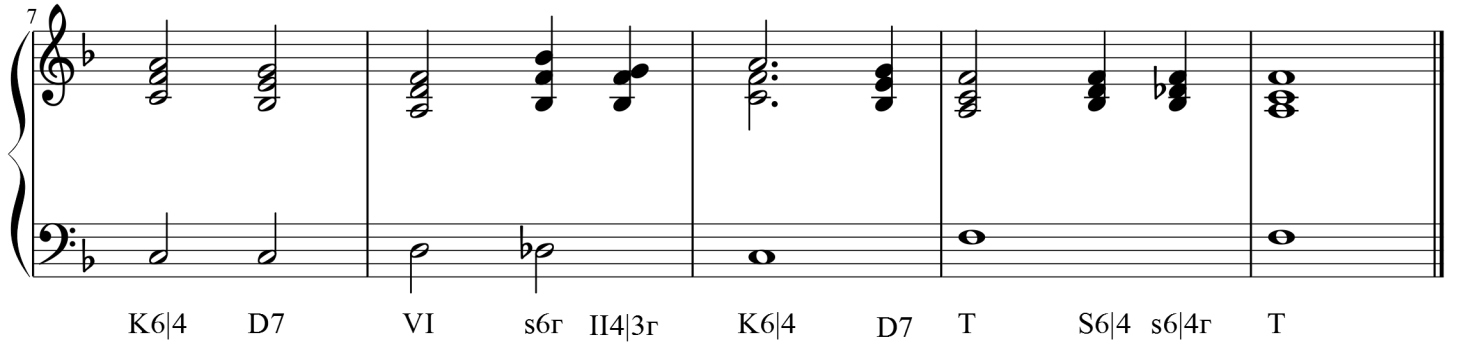 7
K6|4 D7 VI s6г II4|3г K6|4 D7 T S6|4 s6|4г T